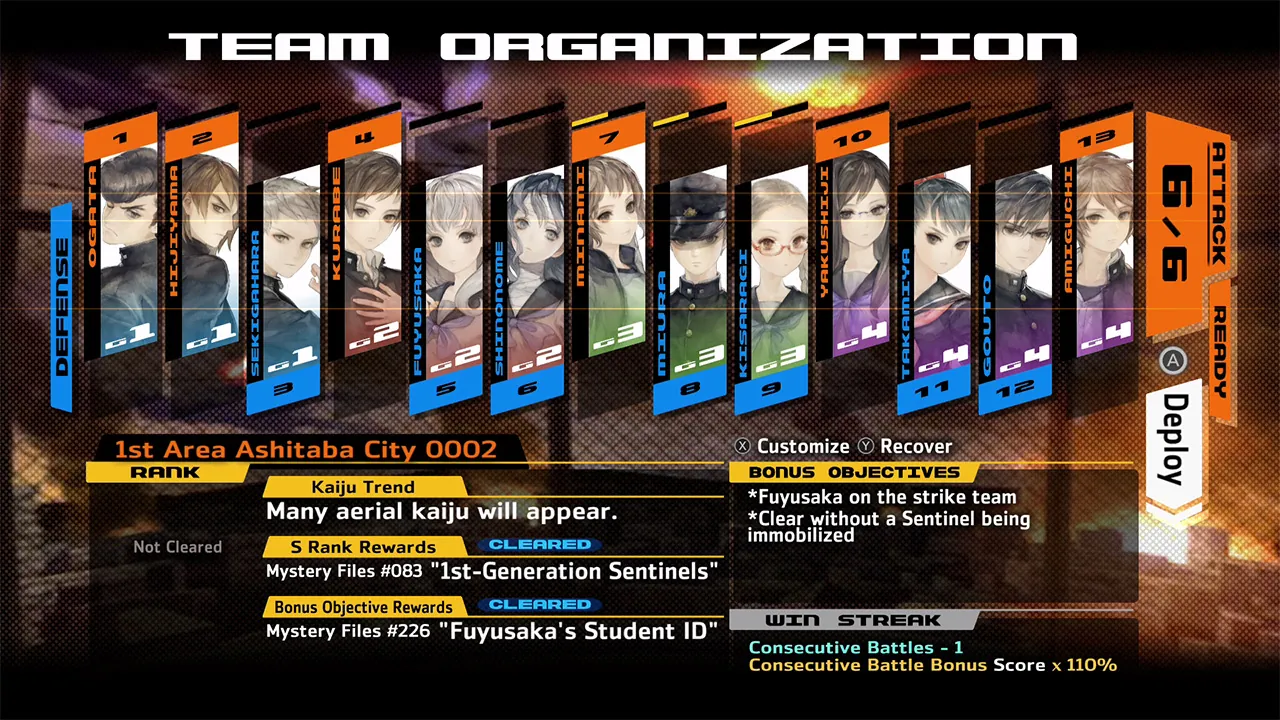 TEAM ORGANIZATION
DEFENSE
1
OGATA
G1
2
HIJIYAMA
G1
SEKIGAHARA
G1
3
4
KURABE
G2
FUYUSAKA
G2
5
SHINONOME
G2
6
7
MINAMI
G3
MIURA
G3
8
KISARAGI
G3
9
10
YAKUSHIJI
G4
TAKAMIYA
G4
11
GOUTO
G4
12
13
AMIGUCHI
G4
ATTACK
6/6
READY
A
Deploy
1st Area Ashitaba City 0002
RANK
Not Cleared
Kaiju Trend
Many aerial kaiju will appear.
S Rank Rewards CLEARED
Mystery Files #083 "1st-Generation Sentinels"
Bonus Objective Rewards CLEARED
Mystery Files #226 "Fuyusaka's Student ID"
X Customize Y Recover
BONUS OBJECTIVES
*Fuyusaka on the strike team
*Clear without a Sentinel being
immobilized
WIN STREAK
Consecutive Battles - 1
Consecutive Battle Bonus Score x 110%